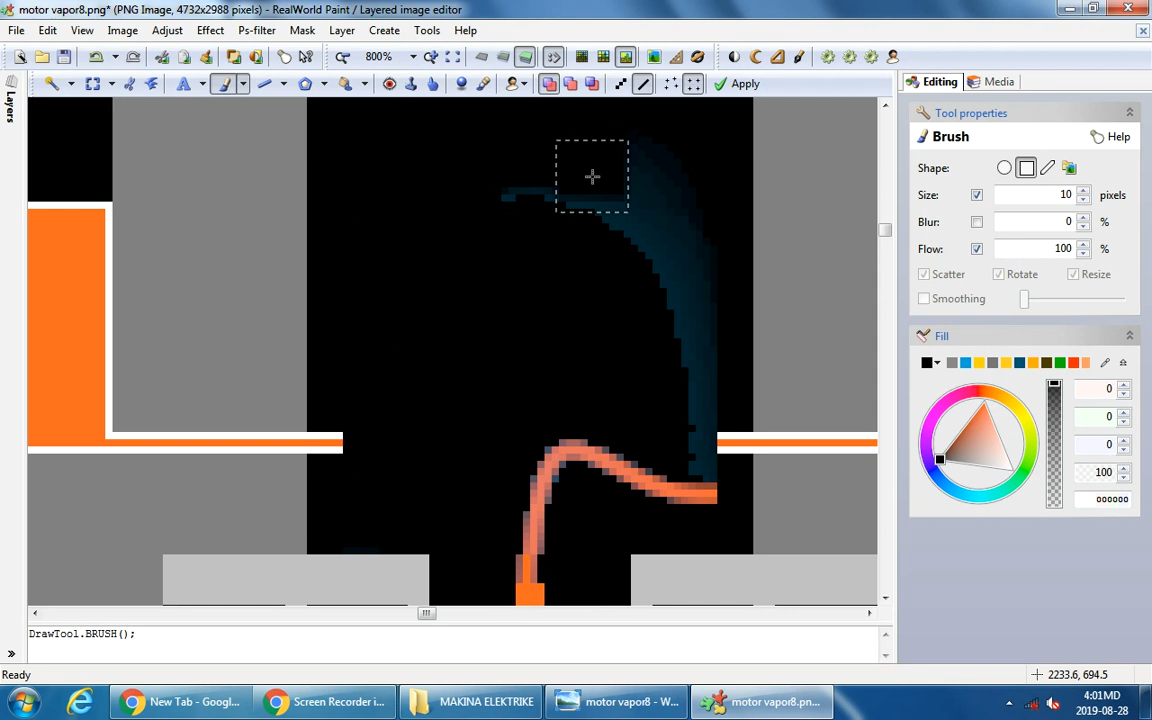 motor vapor8.png* (PNG Image, 4732x2988 pixels) - RealWorld Paint / Layered image editor
File Edit View Image Adjust Effect Ps-filter Create Mask Layer Create Tools Help
800%
Apply
Layers
Editing Media
Tool properties
Brush Help
Shape:
Size: 10 pixels
Blur: 0 %
Flow: 100 %
Scatter Rotate Resize
Smoothing
Fill
0
0
0
100
000000
DrawTool.BRUSH();
Ready 2233.6, 694.5
New Tab - Googl... Screen Recorder i... MAKINA ELEKTRIKE motor vapor8 - W... motor vapor8.pn...
4:01MD
2019-08-28